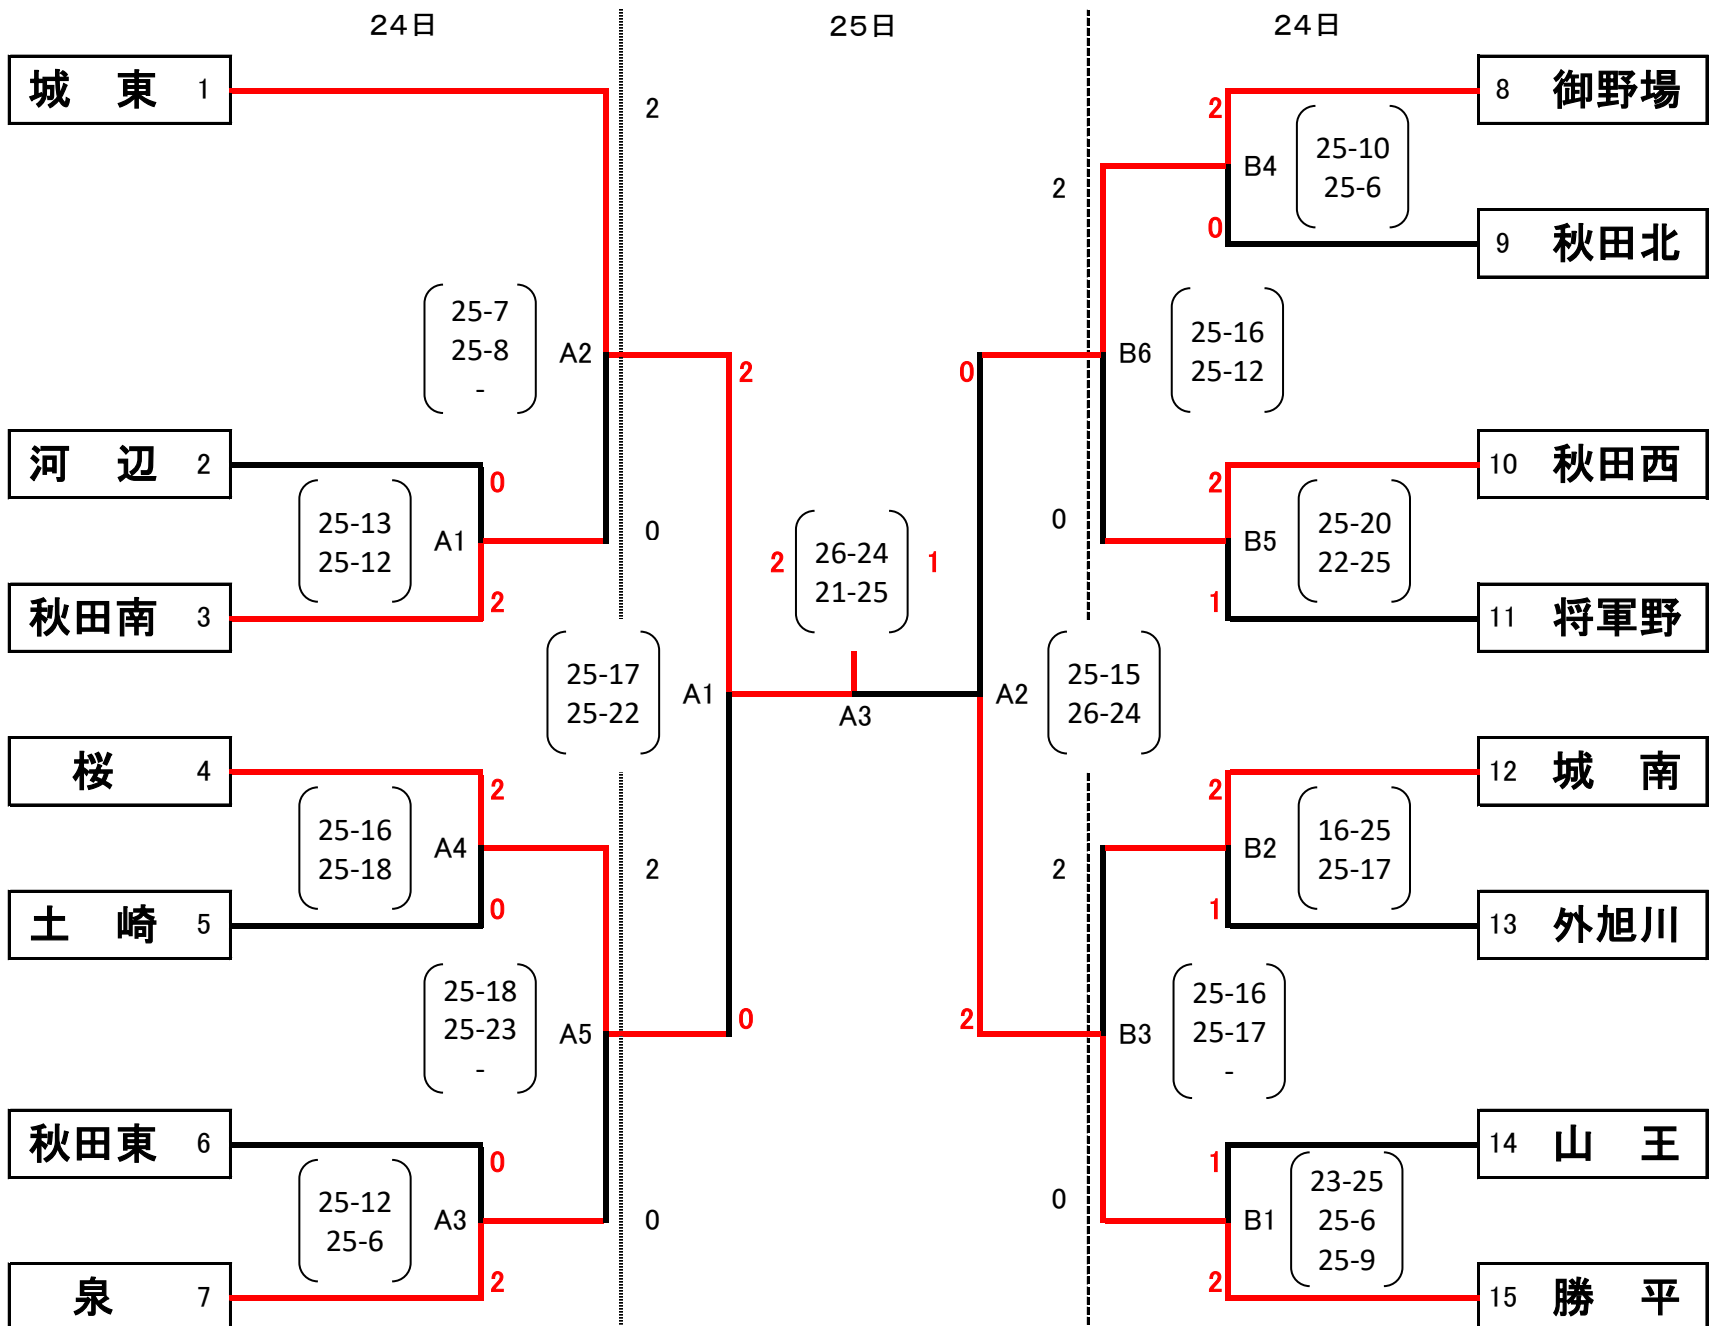 24日
25日
24日
城 東 1
2
2
8 御野場
25-10
25-6
B4
2
0
9 秋田北
25-7
25-8
-
A2
25-16
25-12
B6
2
0
河 辺 2
0
25-13
25-12
A1
2
秋田南 3
0
2
26-24
21-25
1
A3
0
2
10 秋田西
25-20
22-25
B5
1
11 将軍野
25-17
25-22
A1
A2
25-15
26-24
桜 4
2
25-16
25-18
A4
0
土 崎 5
2
2
2
12 城 南
16-25
25-17
B2
1
13 外旭川
25-18
25-23
-
A5
0
2
B3
25-16
25-17
-
秋田東 6
0
25-12
25-6
A3
2
泉 7
0
0
1
14 山 王
23-25
25-6
25-9
B1
2
15 勝 平